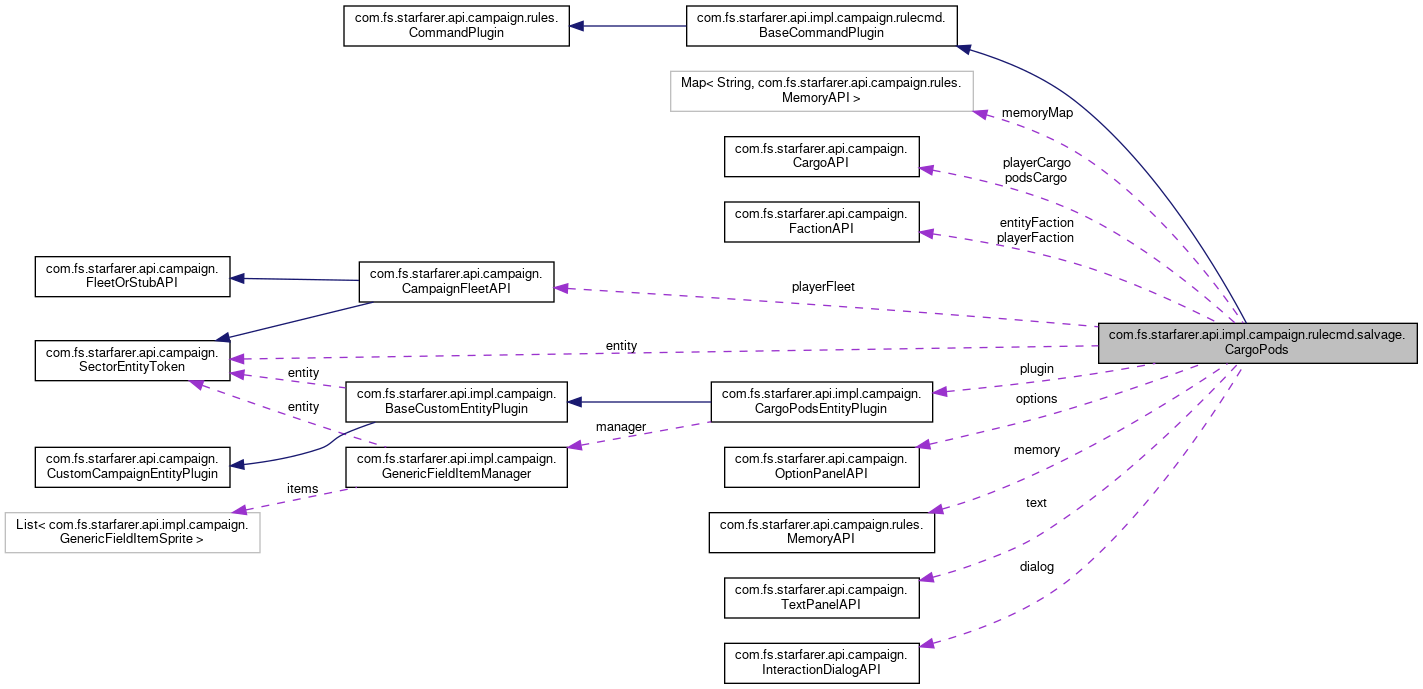 com.fs.starfarer.api.campaign.rules.
CommandPlugin
com.fs.starfarer.api.impl.campaign.rulecmd.
BaseCommandPlugin
Map< String, com.fs.starfarer.api.campaign.rules.
MemoryAPI >
memoryMap
com.fs.starfarer.api.campaign.
CargoAPI
playerCargo
podsCargo
com.fs.starfarer.api.campaign.
FactionAPI
entityFaction
playerFaction
com.fs.starfarer.api.campaign.
FleetOrStubAPI
com.fs.starfarer.api.campaign.
CampaignFleetAPI
playerFleet
com.fs.starfarer.api.impl.campaign.rulecmd.salvage.
CargoPods
com.fs.starfarer.api.campaign.
SectorEntityToken
entity
entity
entity
com.fs.starfarer.api.impl.campaign.
BaseCustomEntityPlugin
com.fs.starfarer.api.impl.campaign.
CargoPodsEntityPlugin
plugin
options
manager
com.fs.starfarer.api.campaign.
CustomCampaignEntityPlugin
com.fs.starfarer.api.impl.campaign.
GenericFieldItemManager
com.fs.starfarer.api.campaign.
OptionPanelAPI
memory
items
List< com.fs.starfarer.api.impl.campaign.
GenericFieldItemSprite >
com.fs.starfarer.api.campaign.rules.
MemoryAPI
text
com.fs.starfarer.api.campaign.
TextPanelAPI
dialog
com.fs.starfarer.api.campaign.
InteractionDialogAPI